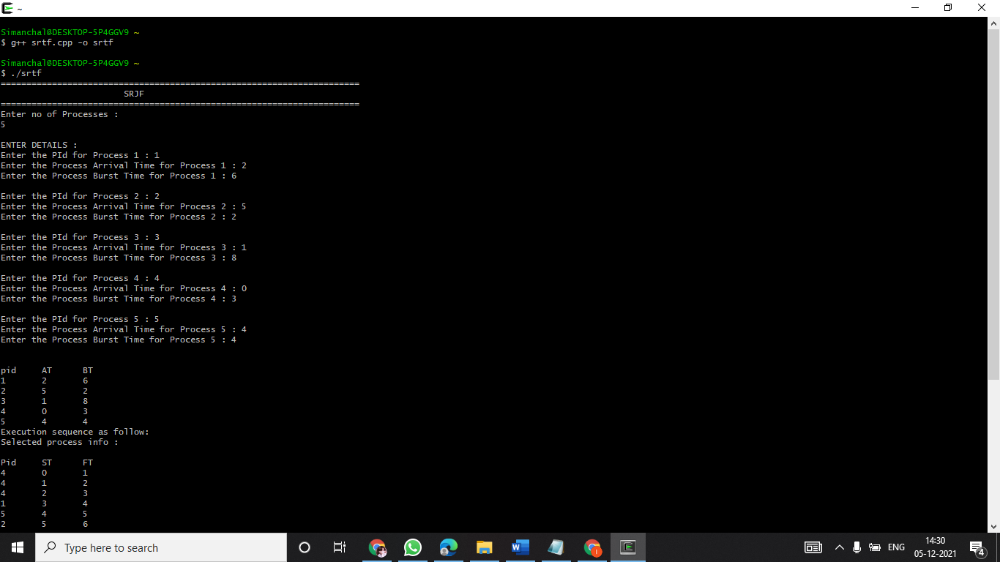 ~
Simanchal@DESKTOP-5P4GGV9 ~
$ g++ srtf.cpp -o srtf
Simanchal@DESKTOP-5P4GGV9 ~
$ ./srtf
======================================================================
SRJF
======================================================================
Enter no of Processes :
5
ENTER DETAILS :
Enter the PId for Process 1 : 1
Enter the Process Arrival Time for Process 1 : 2
Enter the Process Burst Time for Process 1 : 6
Enter the PId for Process 2 : 2
Enter the Process Arrival Time for Process 2 : 5
Enter the Process Burst Time for Process 2 : 2
Enter the PId for Process 3 : 3
Enter the Process Arrival Time for Process 3 : 1
Enter the Process Burst Time for Process 3 : 8
Enter the PId for Process 4 : 4
Enter the Process Arrival Time for Process 4 : 0
Enter the Process Burst Time for Process 4 : 3
Enter the PId for Process 5 : 5
Enter the Process Arrival Time for Process 5 : 4
Enter the Process Burst Time for Process 5 : 4
pid AT BT
1 2 6
2 5 2
3 1 8
4 0 3
5 4 4
Execution sequence as follow:
Selected process info :
Pid ST FT
4 0 1
4 1 2
4 2 3
1 3 4
5 4 5
2 5 6
Type here to search
ENG
14:30
05-12-2021
4